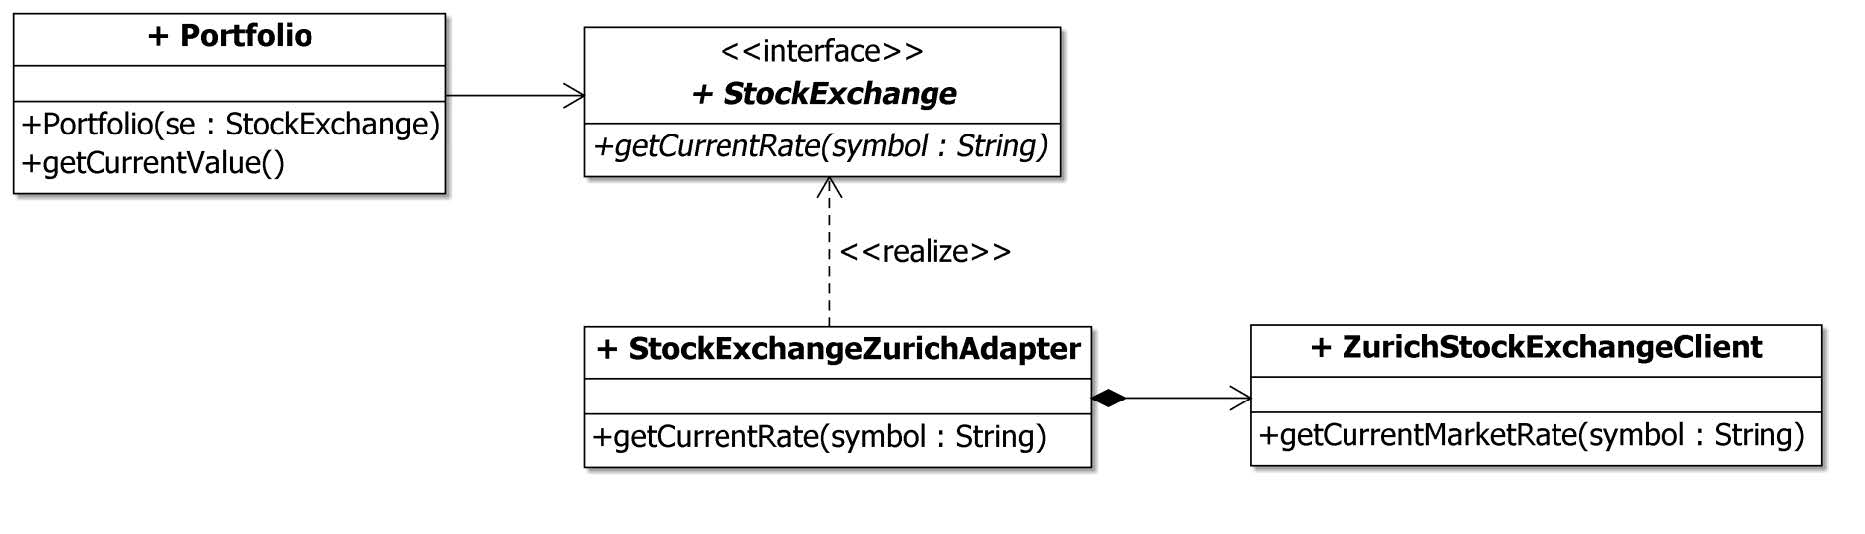 + Portfolio
+Portfolio(se : StockExchange)
+getCurrentValue()
<<interface>>
+ StockExchange
+getCurrentRate(symbol : String)
<<realize>>
+ StockExchangeZurichAdapter
+getCurrentRate(symbol : String)
+ ZurichStockExchangeClient
+getCurrentMarketRate(symbol : String)